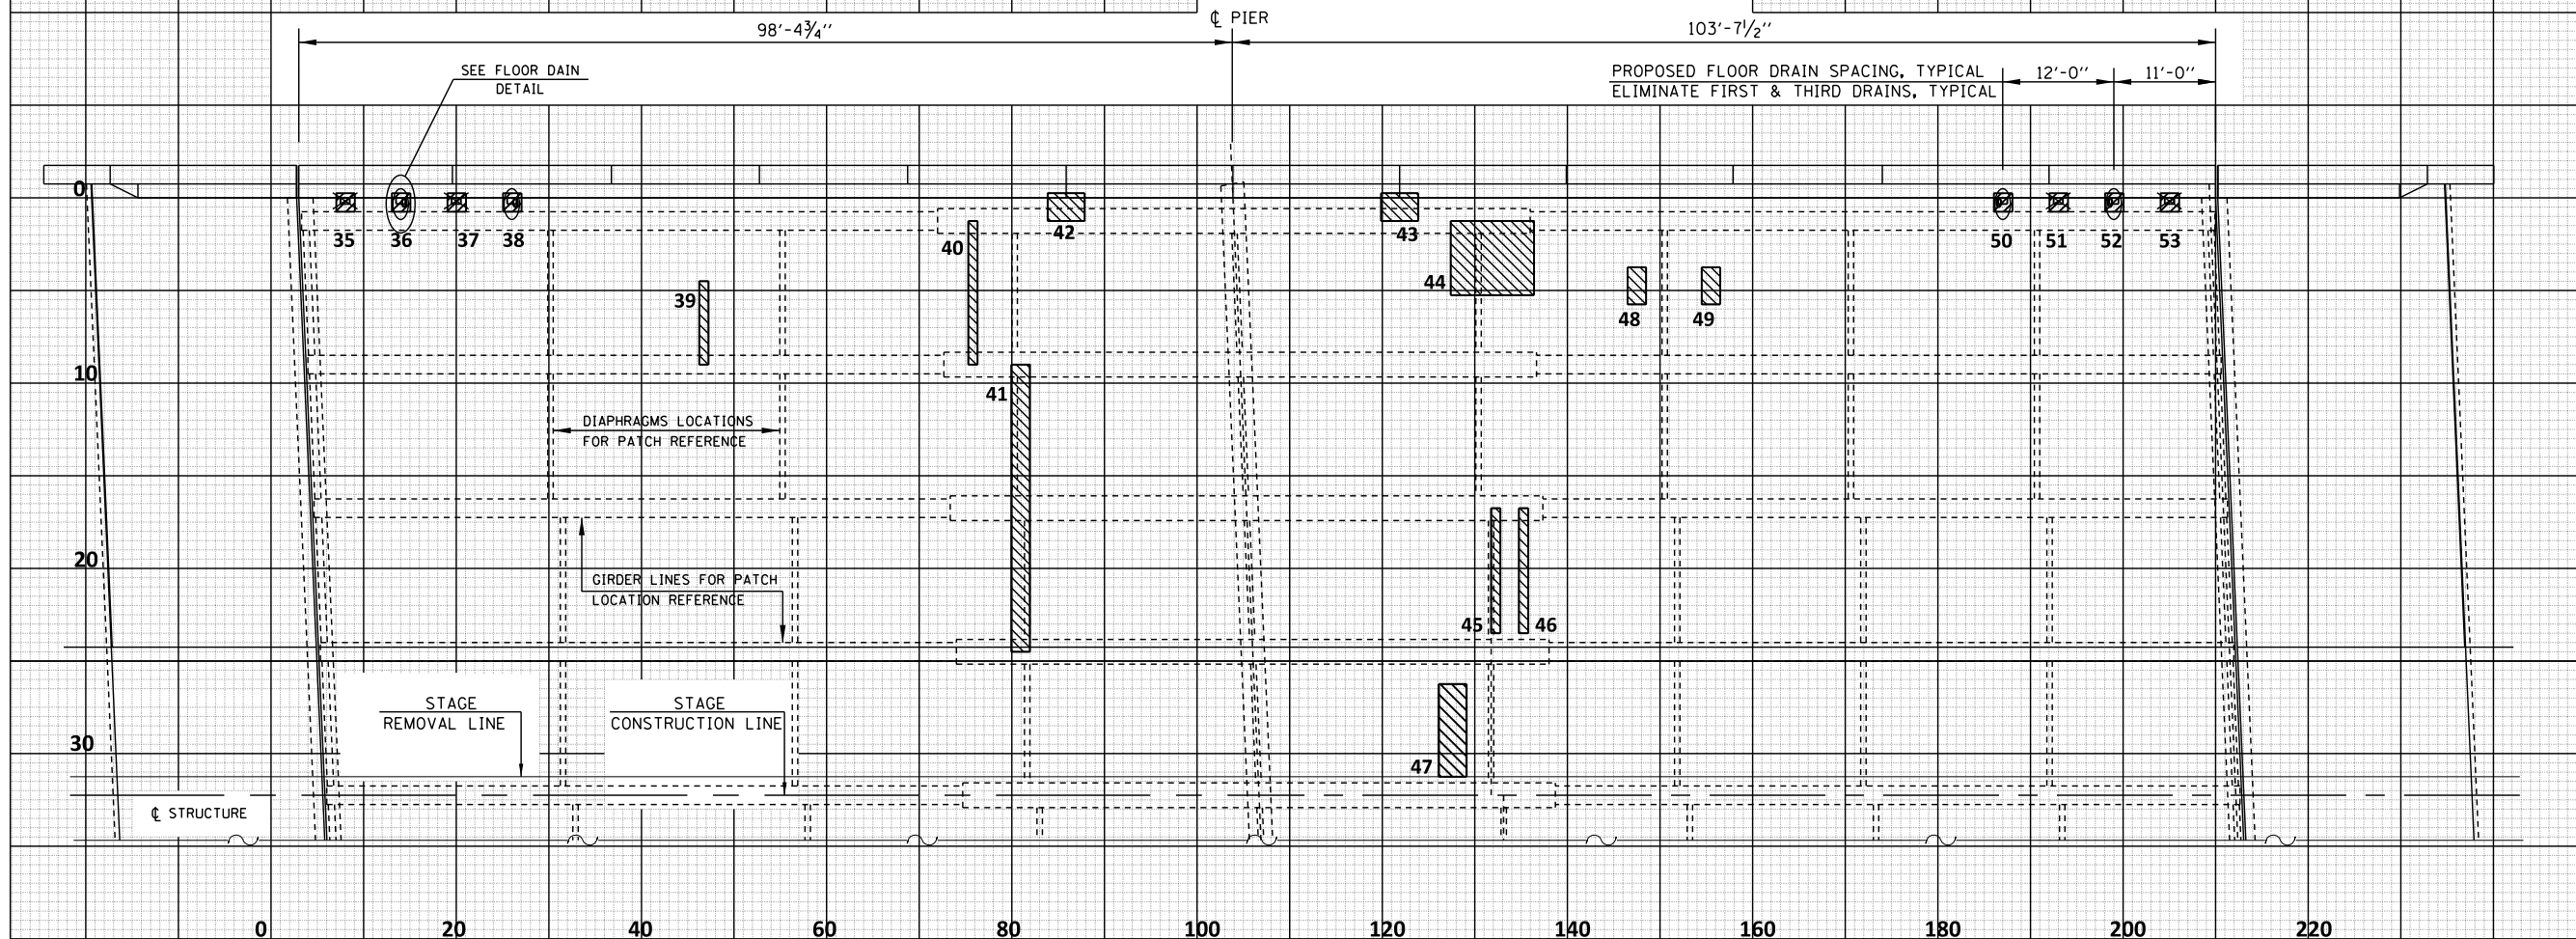 ℄ PIER
98'-4¾"
103'-7½"
SEE FLOOR DAIN
DETAIL
PROPOSED FLOOR DRAIN SPACING, TYPICAL
ELIMINATE FIRST & THIRD DRAINS, TYPICAL
12'-0"
11'-0"
0
35
36
37
38
40
42
43
50
51
52
53
39
44
48
49
10
41
DIAPHRAGMS LOCATIONS
FOR PATCH REFERENCE
20
GIRDER LINES FOR PATCH
LOCATION REFERENCE
45
46
STAGE
REMOVAL LINE
STAGE
CONSTRUCTION LINE
30
47
℄ STRUCTURE
0
20
40
60
80
100
120
140
160
180
200
220